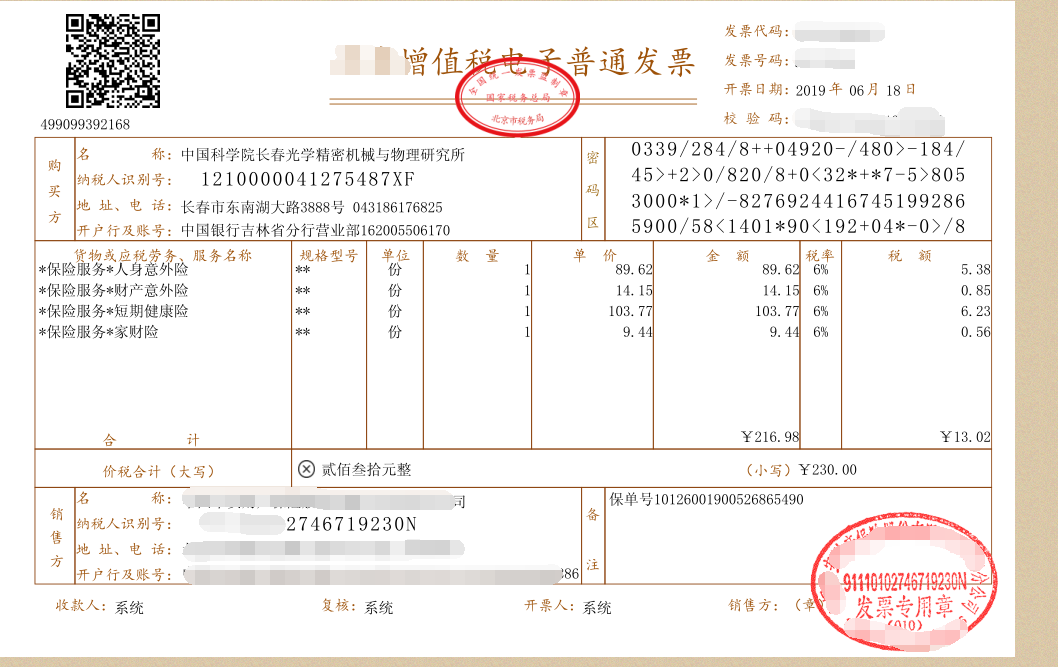 增值税电子普通发票
全国统一发票监制章
国家税务总局
北京市税务局
发票代码:
发票号码:
开票日期: 2019 年 06 月 18 日
校 验 码:
499099392168
购买方
名 称: 中国科学院长春光学精密机械与物理研究所
纳税人识别号: 1210000041275487XF
地 址、电 话: 长春市东南湖大路3888号 043186176825
开户行及账号: 中国银行吉林省分行营业部162005506170
密码区
0339/284/8++04920-/480>-184/
45>+2>0/820/8+0<32*+*7-5>805
3000*1>/-8276924416745199286
5900/58<1401*90<192+04*-0>/8
货物或应税劳务、服务名称 规格型号 单位 数 量 单 价 金 额 税率 税 额
*保险服务*人身意外险 ** 份 1 89.62 89.62 6% 5.38
*保险服务*财产意外险 ** 份 1 14.15 14.15 6% 0.85
*保险服务*短期健康险 ** 份 1 103.77 103.77 6% 6.23
*保险服务*家财险 ** 份 1 9.44 9.44 6% 0.56
合 计 ¥216.98 ¥13.02
价税合计（大写） ⊗ 贰佰叁拾元整 （小写）¥230.00
销售方
名 称: 司
纳税人识别号: 2746719230N
地 址、电 话:
开户行及账号: 386
备注
保单号10126001900526865490
收款人: 系统 复核: 系统 开票人: 系统 销售方: （章）
91110102746719230N
发票专用章
(010)
分公司